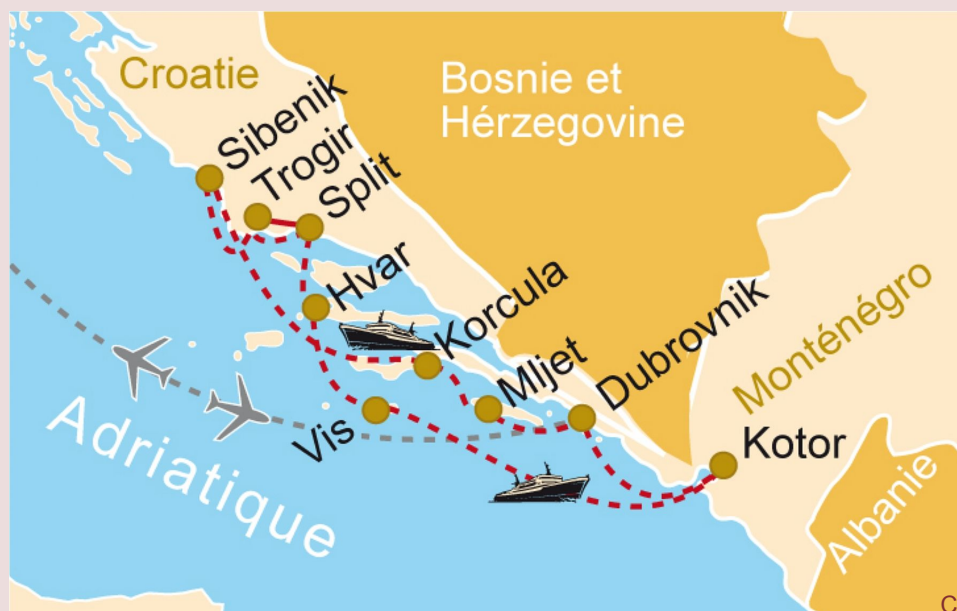 Croatie
Bosnie et
Hérzegovine
Sibenik
Trogir
Split
Hvar
Korcula
Mljet
Dubrovnik
Monténégro
Vis
Kotor
Adriatique
Albanie
C